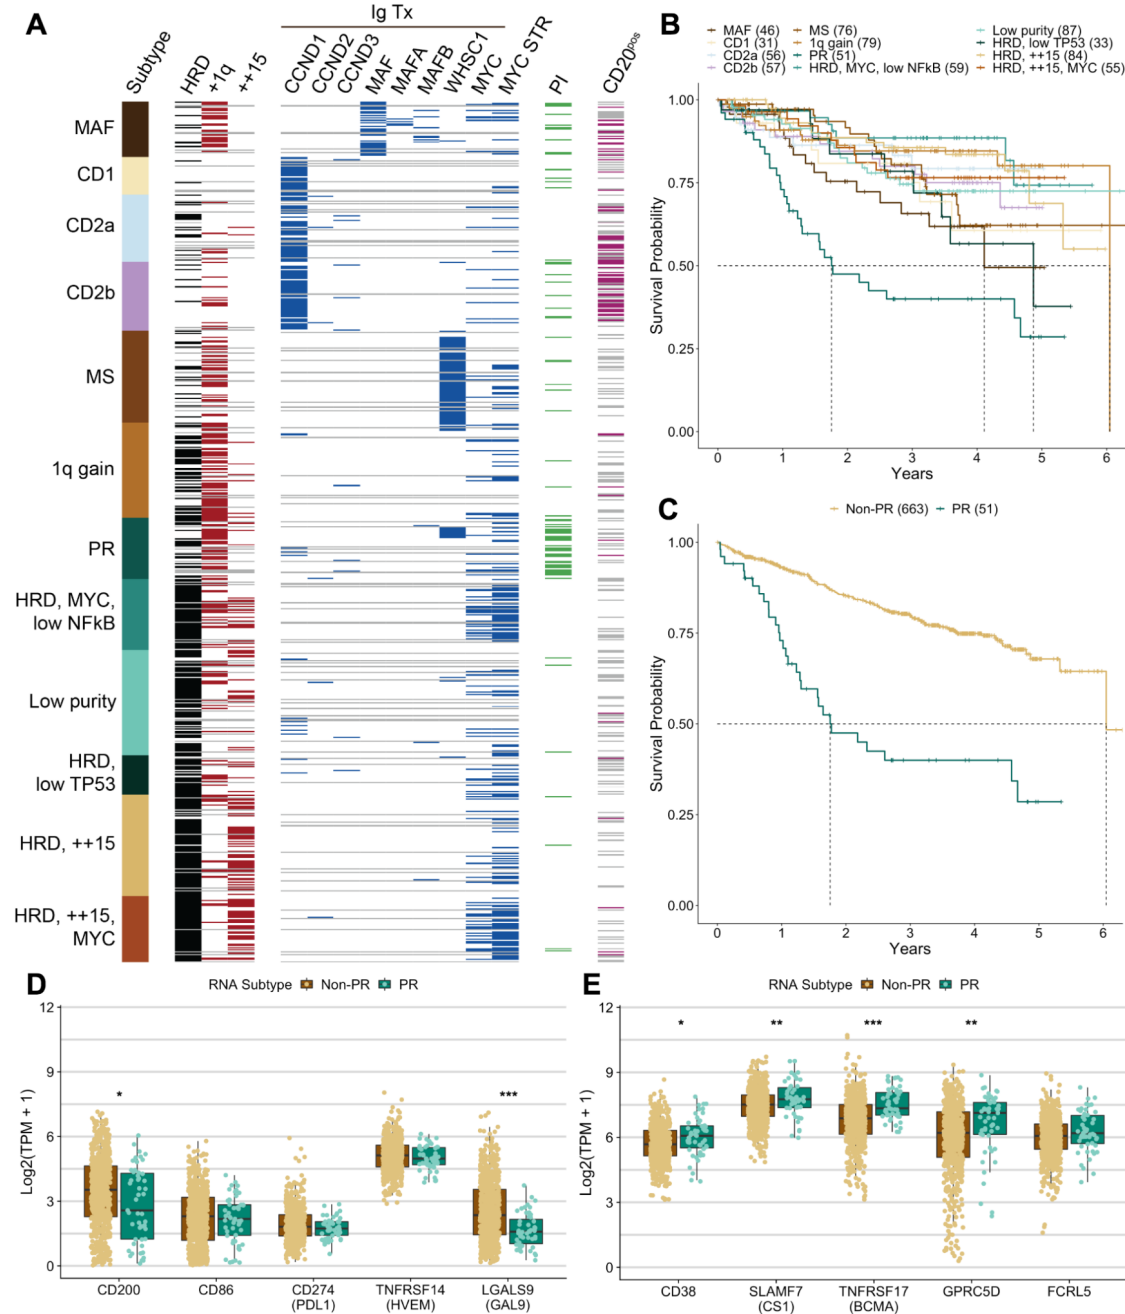 A
Ig Tx
Subtype
HRD
+1q
++15
CCND1
CCND2
CCND3
MAF
MAFA
MAFB
WHSC1
MYC
MYC STR
PI
CD20pos
MAF
CD1
CD2a
CD2b
MS
1q gain
PR
HRD, MYC,
low NFkB
Low purity
HRD,
low TP53
HRD, ++15
HRD, ++15,
MYC
B
MAF (46) MS (76) Low purity (87)
CD1 (31) 1q gain (79) HRD, low TP53 (33)
CD2a (56) PR (51) HRD, ++15 (84)
CD2b (57) HRD, MYC, low NFkB (59) HRD, ++15, MYC (55)
Survival Probability
1.00
0.75
0.50
0.25
0.00
0 1 2 3 4 5 6
Years
C
Non-PR (663) PR (51)
Survival Probability
1.00
0.75
0.50
0.25
0.00
0 1 2 3 4 5 6
Years
D
RNA Subtype Non-PR PR
Log2(TPM + 1)
12
9
6
3
0
* ***
CD200 CD86 CD274 TNFRSF14 LGALS9
(PDL1) (HVEM) (GAL9)
E
RNA Subtype Non-PR PR
Log2(TPM + 1)
12
9
6
3
0
* ** *** **
CD38 SLAMF7 TNFRSF17 GPRC5D FCRL5
(CS1) (BCMA)